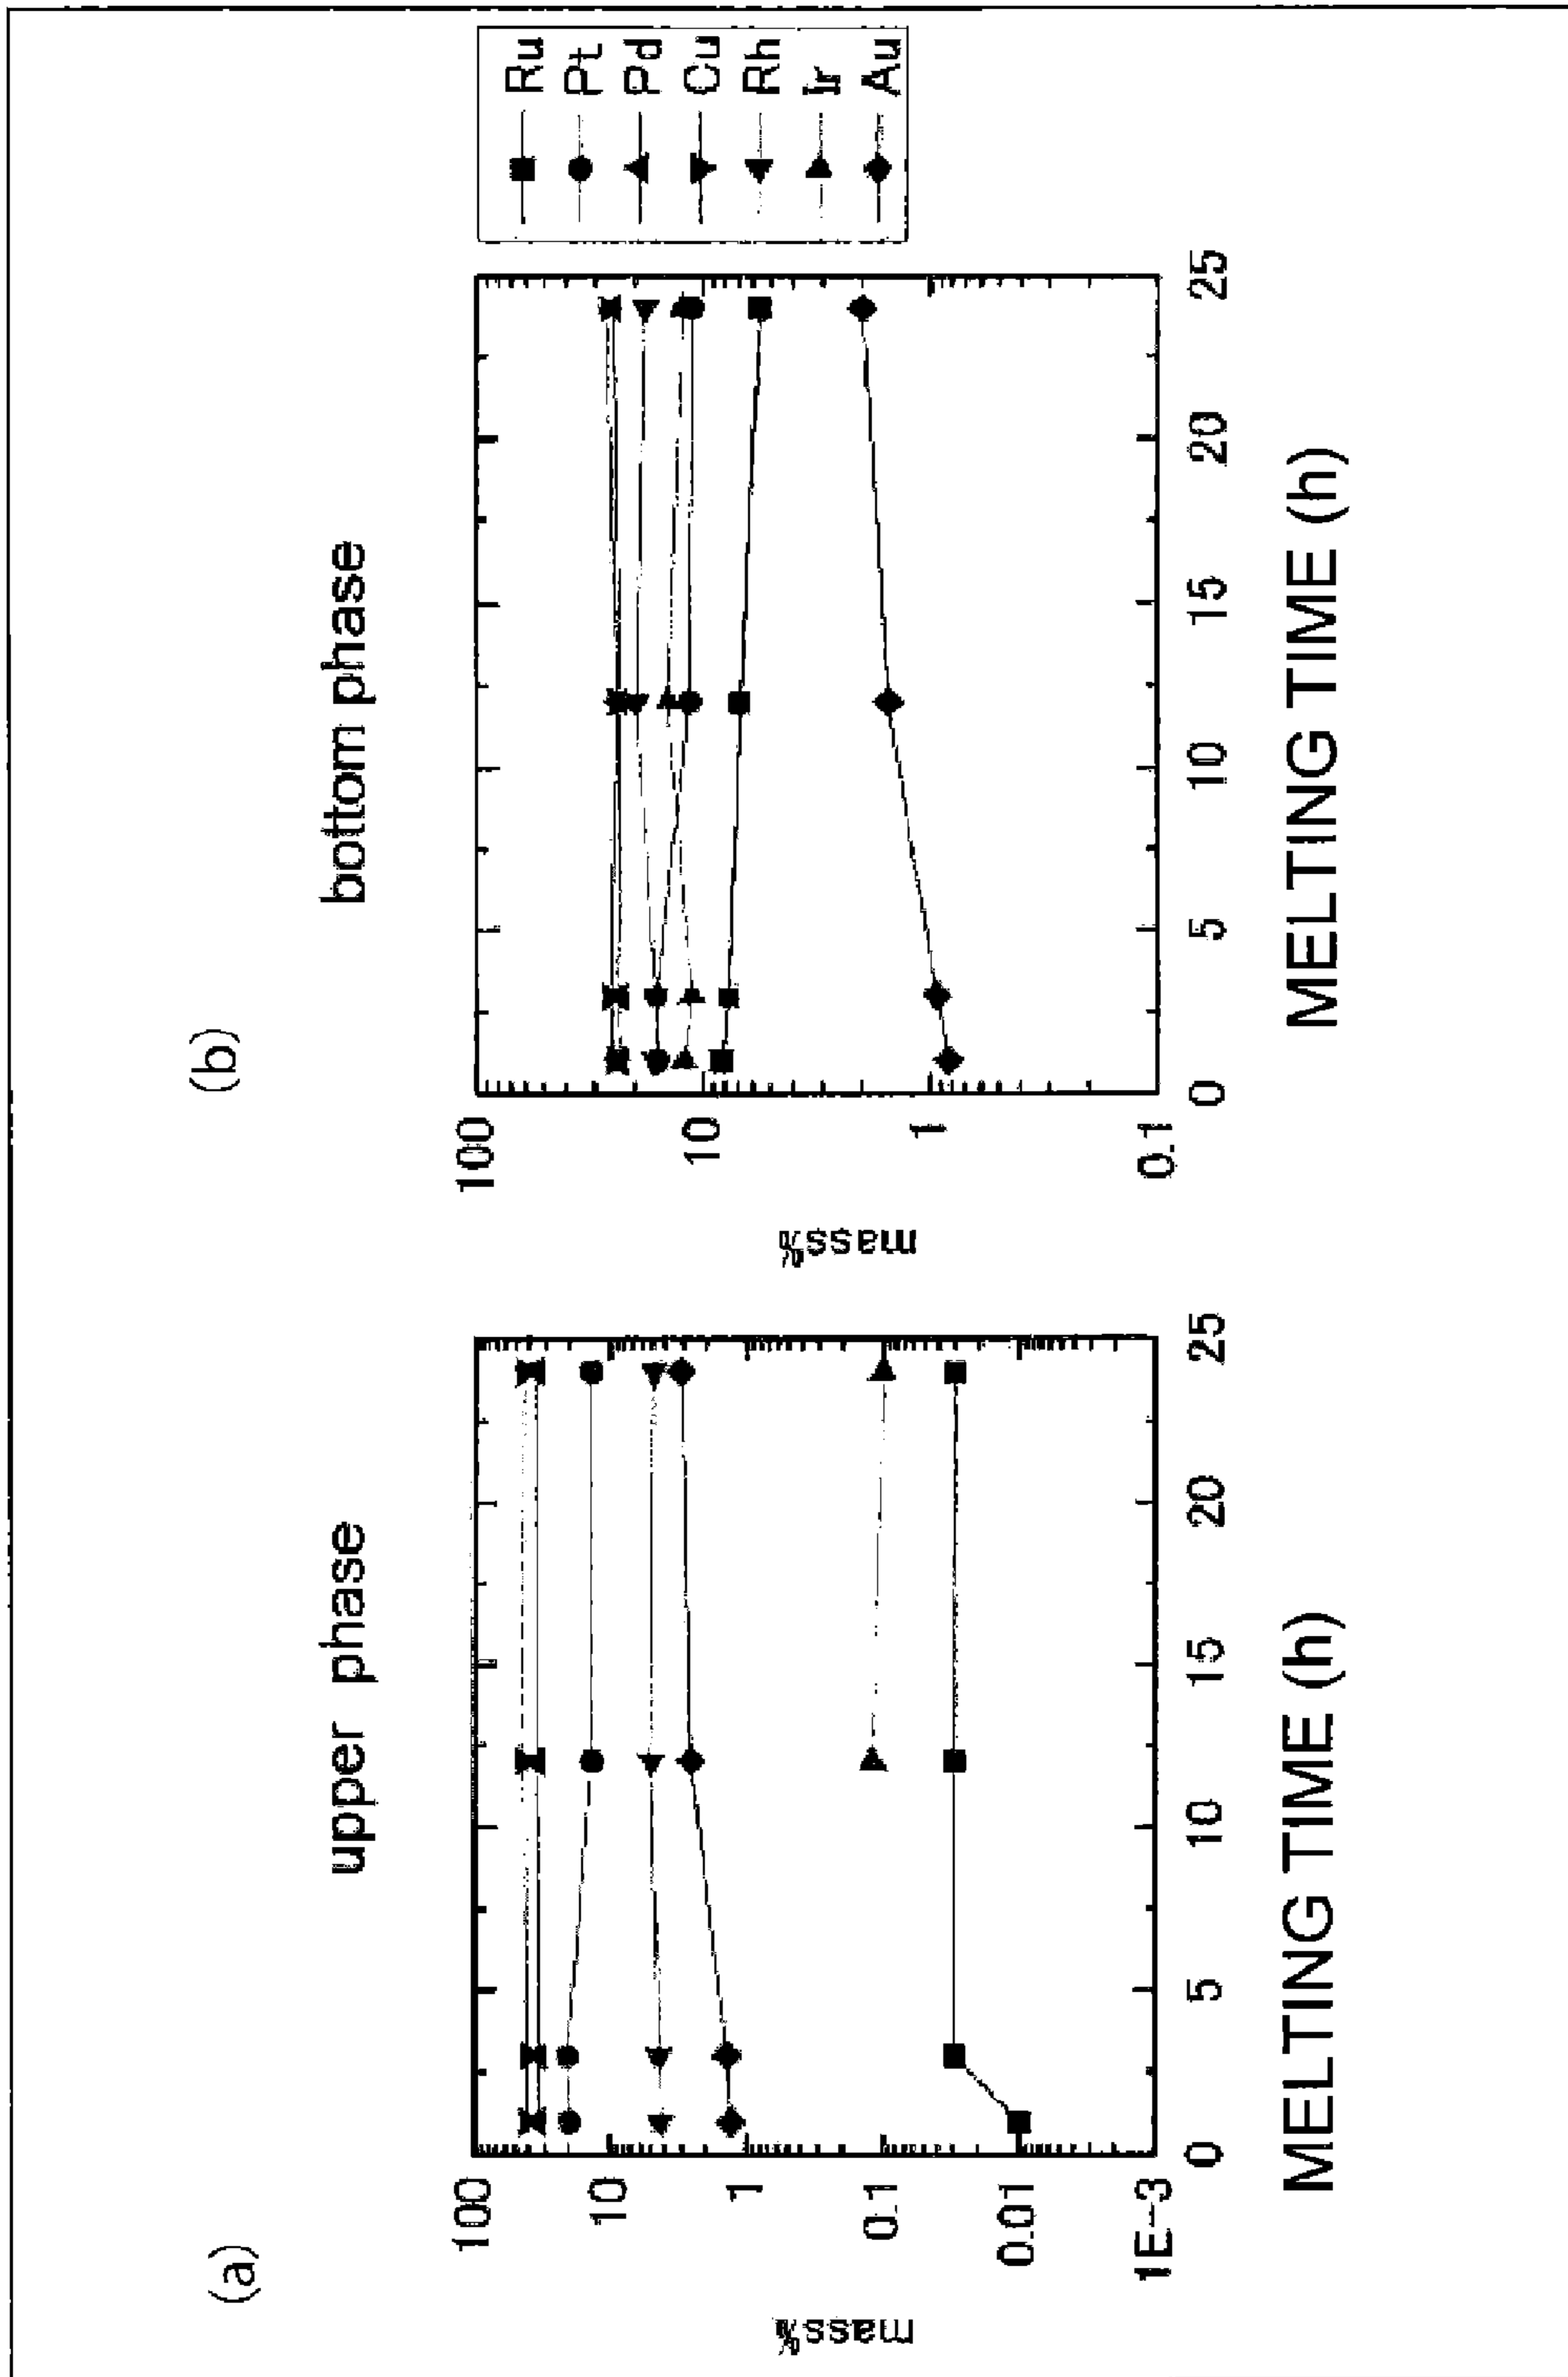 (a)
upper phase
mass%
100
10
1
0.1
0.01
1E-3
0 5 10 15 20 25
MELTING TIME (h)
(b)
bottom phase
mass%
100
10
1
0.1
0 5 10 15 20 25
MELTING TIME (h)
Ru
Pt
Pd
Cu
Rh
Ir
Au